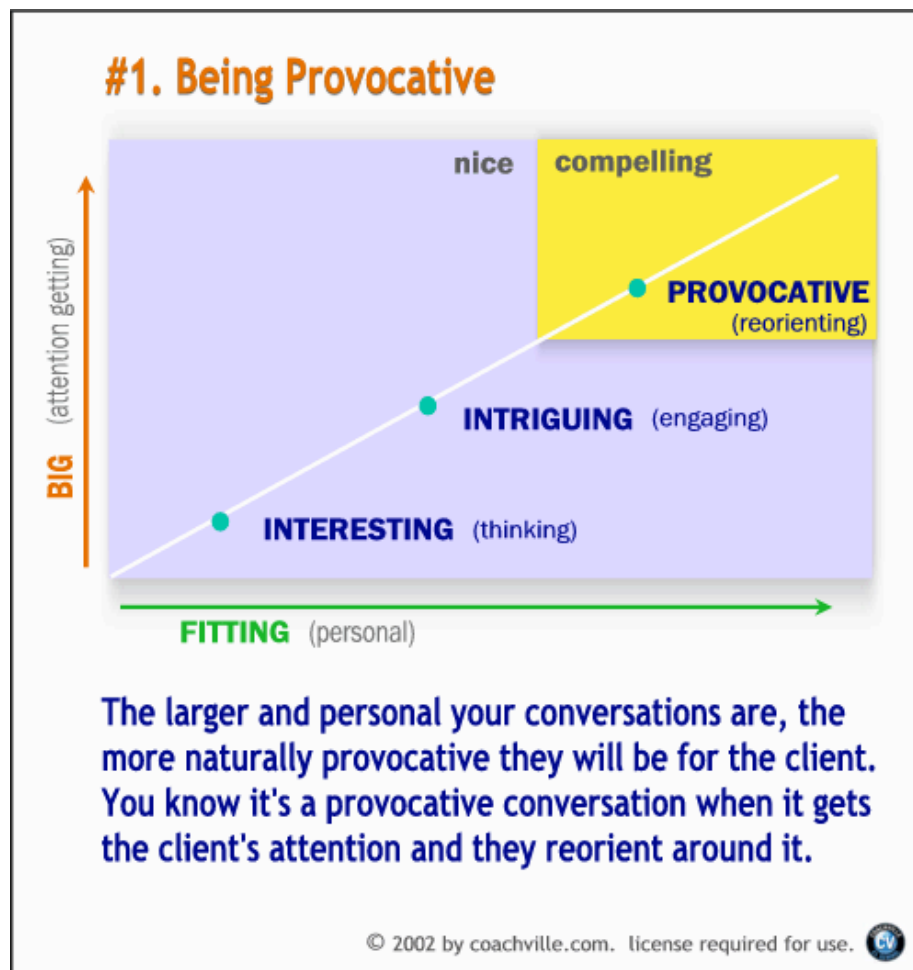 #1. Being Provocative
nice compelling
BIG (attention getting)
PROVOCATIVE
(reorienting)
INTRIGUING (engaging)
INTERESTING (thinking)
FITTING (personal)
The larger and personal your conversations are, the
more naturally provocative they will be for the client.
You know it's a provocative conversation when it gets
the client's attention and they reorient around it.
© 2002 by coachville.com. license required for use.
CV